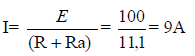 I= E / (R + Ra) = 100 / 11,1 = 9A